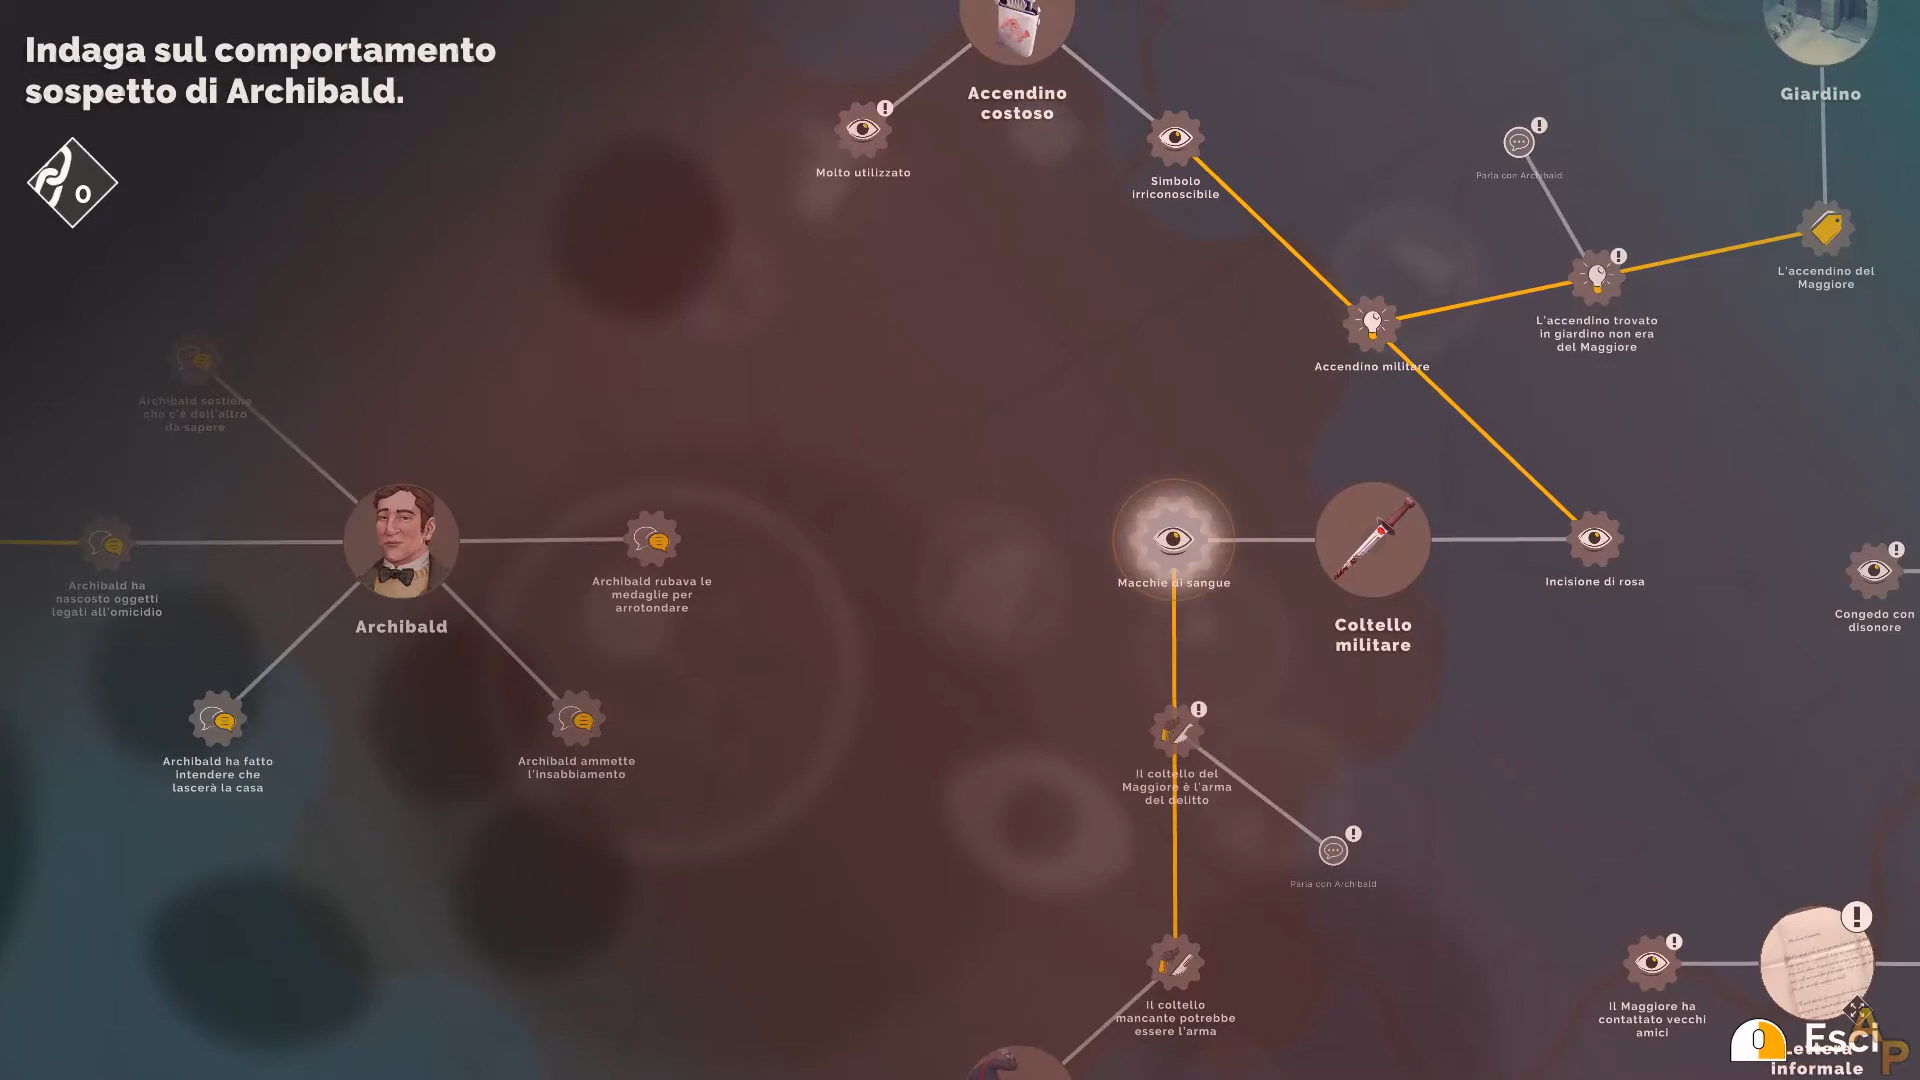 Indaga sul comportamento
sospetto di Archibald.
0
Accendino
costoso
Giardino
Molto utilizzato
Simbolo
irriconoscibile
Parla con Archibald
L'accendino del
Maggiore
L'accendino trovato
in giardino non era
del Maggiore
Accendino militare
Archibald sostiene
che c'è dell'altro
da sapere
Archibald ha
nascosto oggetti
legati all'omicidio
Archibald
Archibald rubava le
medaglie per
arrotondare
Macchie di sangue
Coltello
militare
Incisione di rosa
Congedo con
disonore
Archibald ha fatto
intendere che
lascerà la casa
Archibald ammette
l'insabbiamento
Il coltello del
Maggiore è l'arma
del delitto
Parla con Archibald
Il coltello
mancante potrebbe
essere l'arma
Il Maggiore ha
contattato vecchi
amici
Esci
Lettera
informale
AP